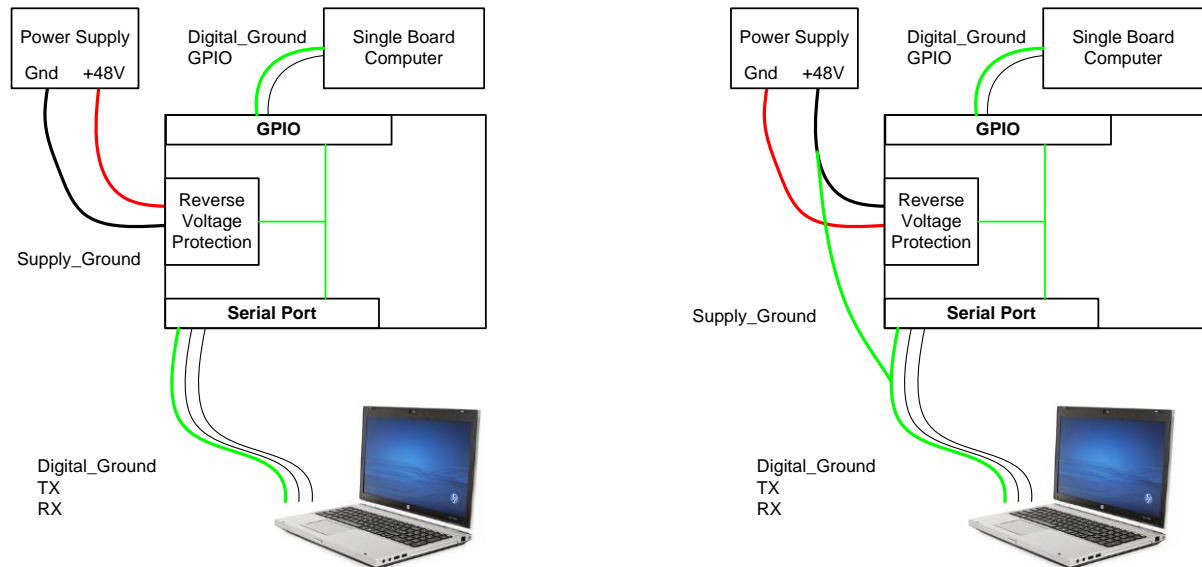 Power Supply
Gnd +48V
Digital_Ground
GPIO
Single Board
Computer
GPIO
Reverse
Voltage
Protection
Supply_Ground
Serial Port
Digital_Ground
TX
RX
hp
Power Supply
Gnd +48V
Digital_Ground
GPIO
Single Board
Computer
GPIO
Reverse
Voltage
Protection
Supply_Ground
Serial Port
Digital_Ground
TX
RX
hp